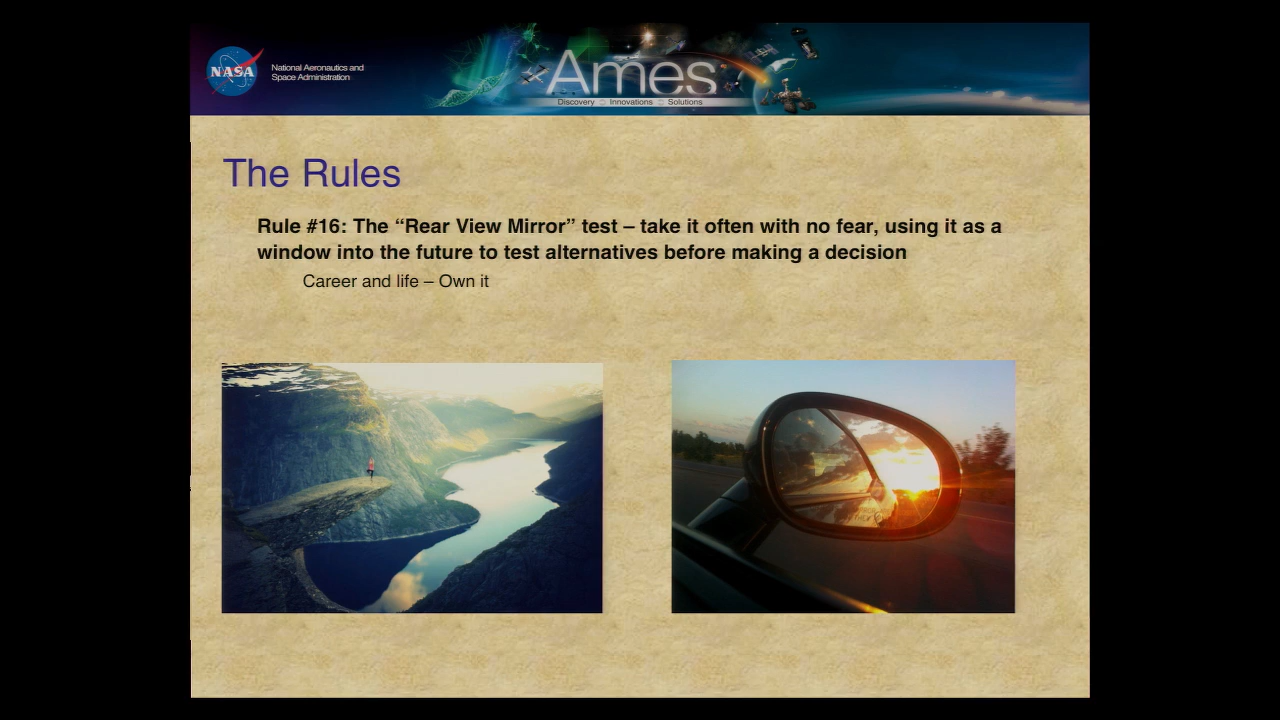 NASA
National Aeronautics and
Space Administration
Ames
Discovery Innovations Solutions
The Rules
Rule #16: The “Rear View Mirror” test – take it often with no fear, using it as a
window into the future to test alternatives before making a decision
Career and life – Own it